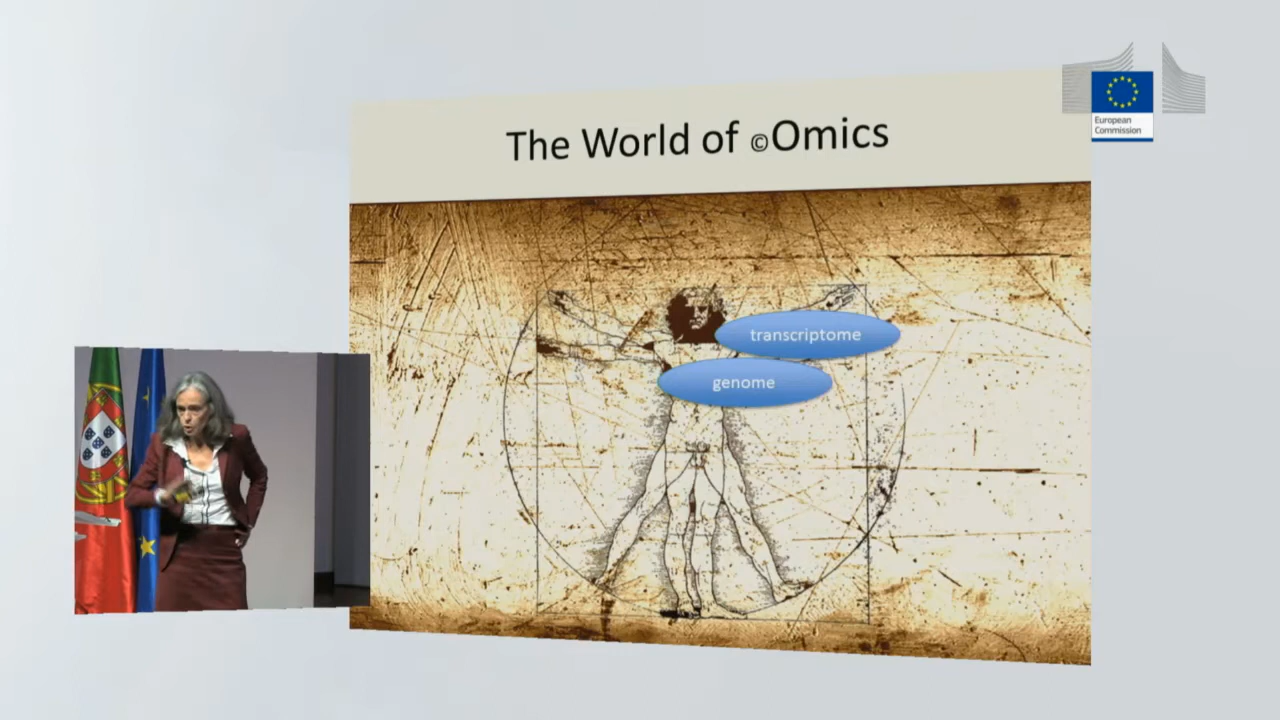 The World of ©Omics
European
Commission
transcriptome
genome